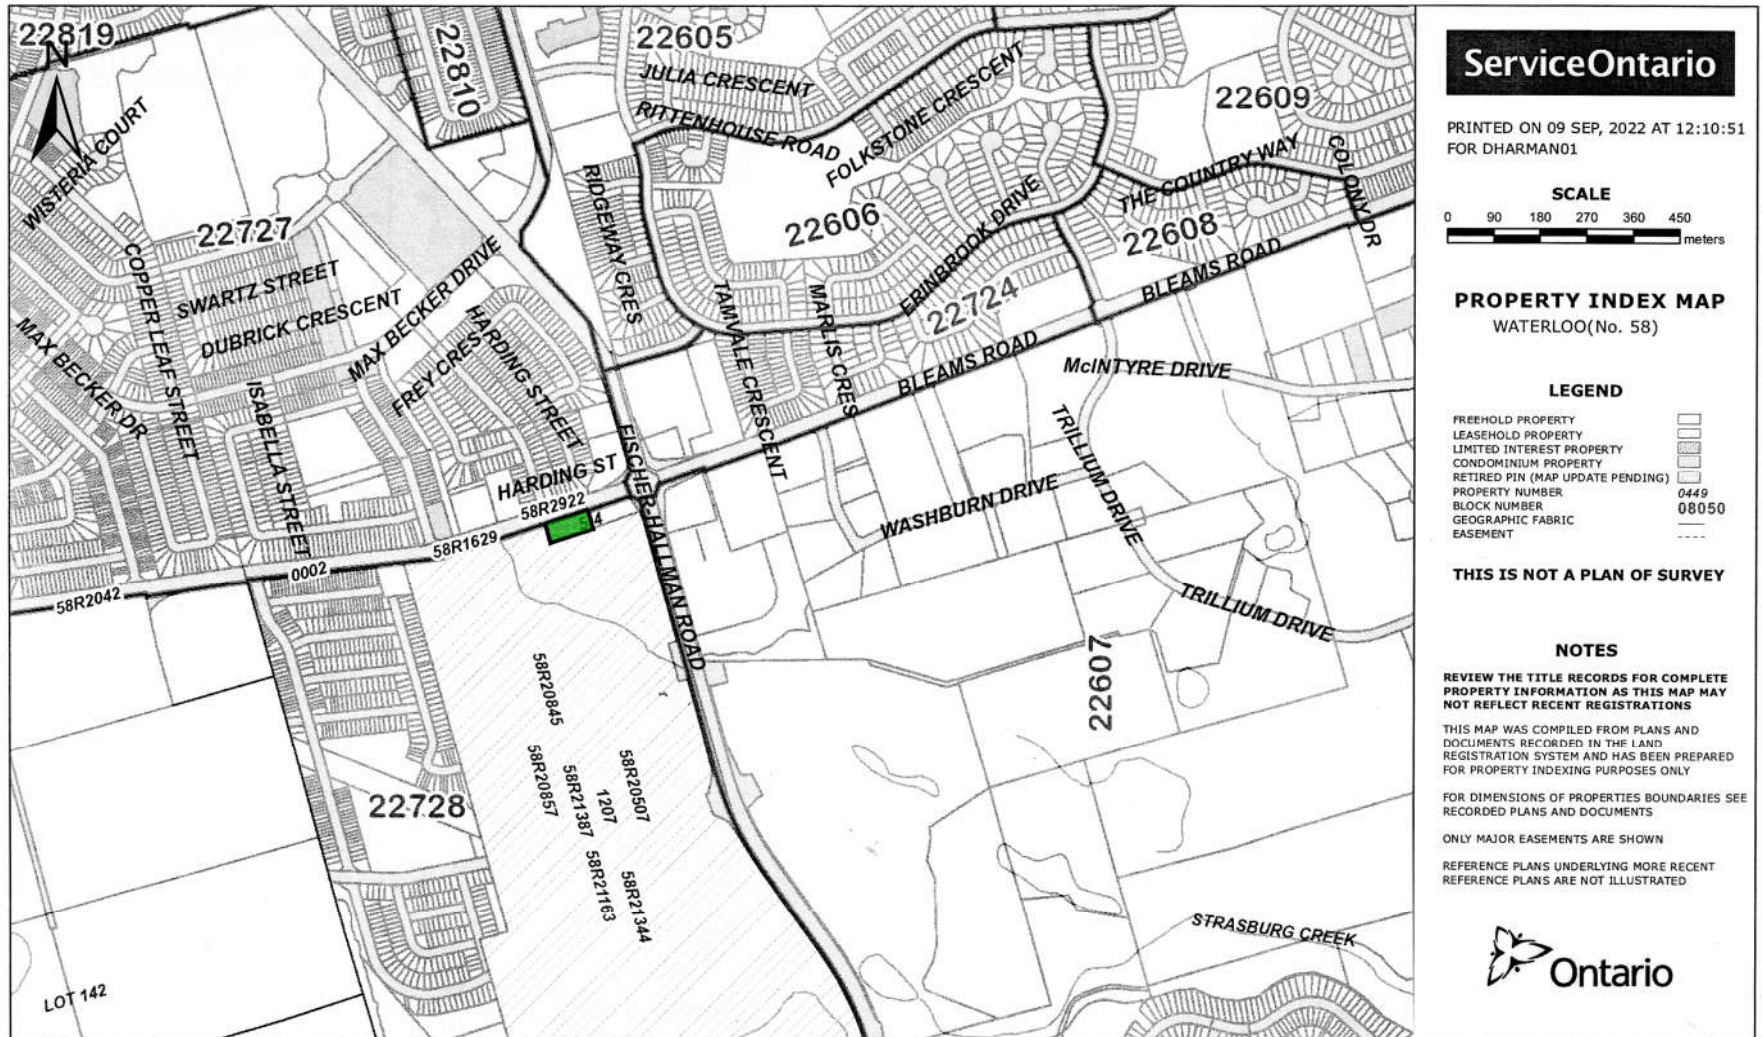 22819
N
22810
22605
JULIA CRESCENT
RITTENHOUSE ROAD
FOLKSTONE CRESCENT
22609
THE COUNTRY WAY
COLONY DR
WISTERIA COURT
22727
RIDGEWAY CRES
22606
22608
ERINBROOK DRIVE
BLEAMS ROAD
COPPER LEAF STREET
SWARTZ STREET
DUBRICK CRESCENT
MAX BECKER DRIVE
HARDING STREET
FREY CRES
MAX BECKER DR
ISABELLA STREET
TAMVALE CRESCENT
MARLIS CRES
22724
BLEAMS ROAD
McINTYRE DRIVE
TRILLIUM DRIVE
HARDING ST
FISCHER-HALLMAN ROAD
58R2922
58R1629
0002
58R2042
WASHBURN DRIVE
TRILLIUM DRIVE
22607
58R20845
58R20857
58R21387
1207
58R20507
58R21163
58R21344
22728
LOT 142
STRASBURG CREEK
ServiceOntario
PRINTED ON 09 SEP, 2022 AT 12:10:51
FOR DHARMAN01
SCALE
0 90 180 270 360 450
meters
PROPERTY INDEX MAP
WATERLOO(No. 58)
LEGEND
FREEHOLD PROPERTY
LEASEHOLD PROPERTY
LIMITED INTEREST PROPERTY
CONDOMINIUM PROPERTY
RETIRED PIN (MAP UPDATE PENDING)
PROPERTY NUMBER 0449
BLOCK NUMBER 08050
GEOGRAPHIC FABRIC
EASEMENT
THIS IS NOT A PLAN OF SURVEY
NOTES
REVIEW THE TITLE RECORDS FOR COMPLETE
PROPERTY INFORMATION AS THIS MAP MAY
NOT REFLECT RECENT REGISTRATIONS
THIS MAP WAS COMPILED FROM PLANS AND
DOCUMENTS RECORDED IN THE LAND
REGISTRATION SYSTEM AND HAS BEEN PREPARED
FOR PROPERTY INDEXING PURPOSES ONLY
FOR DIMENSIONS OF PROPERTIES BOUNDARIES SEE
RECORDED PLANS AND DOCUMENTS
ONLY MAJOR EASEMENTS ARE SHOWN
REFERENCE PLANS UNDERLYING MORE RECENT
REFERENCE PLANS ARE NOT ILLUSTRATED
Ontario